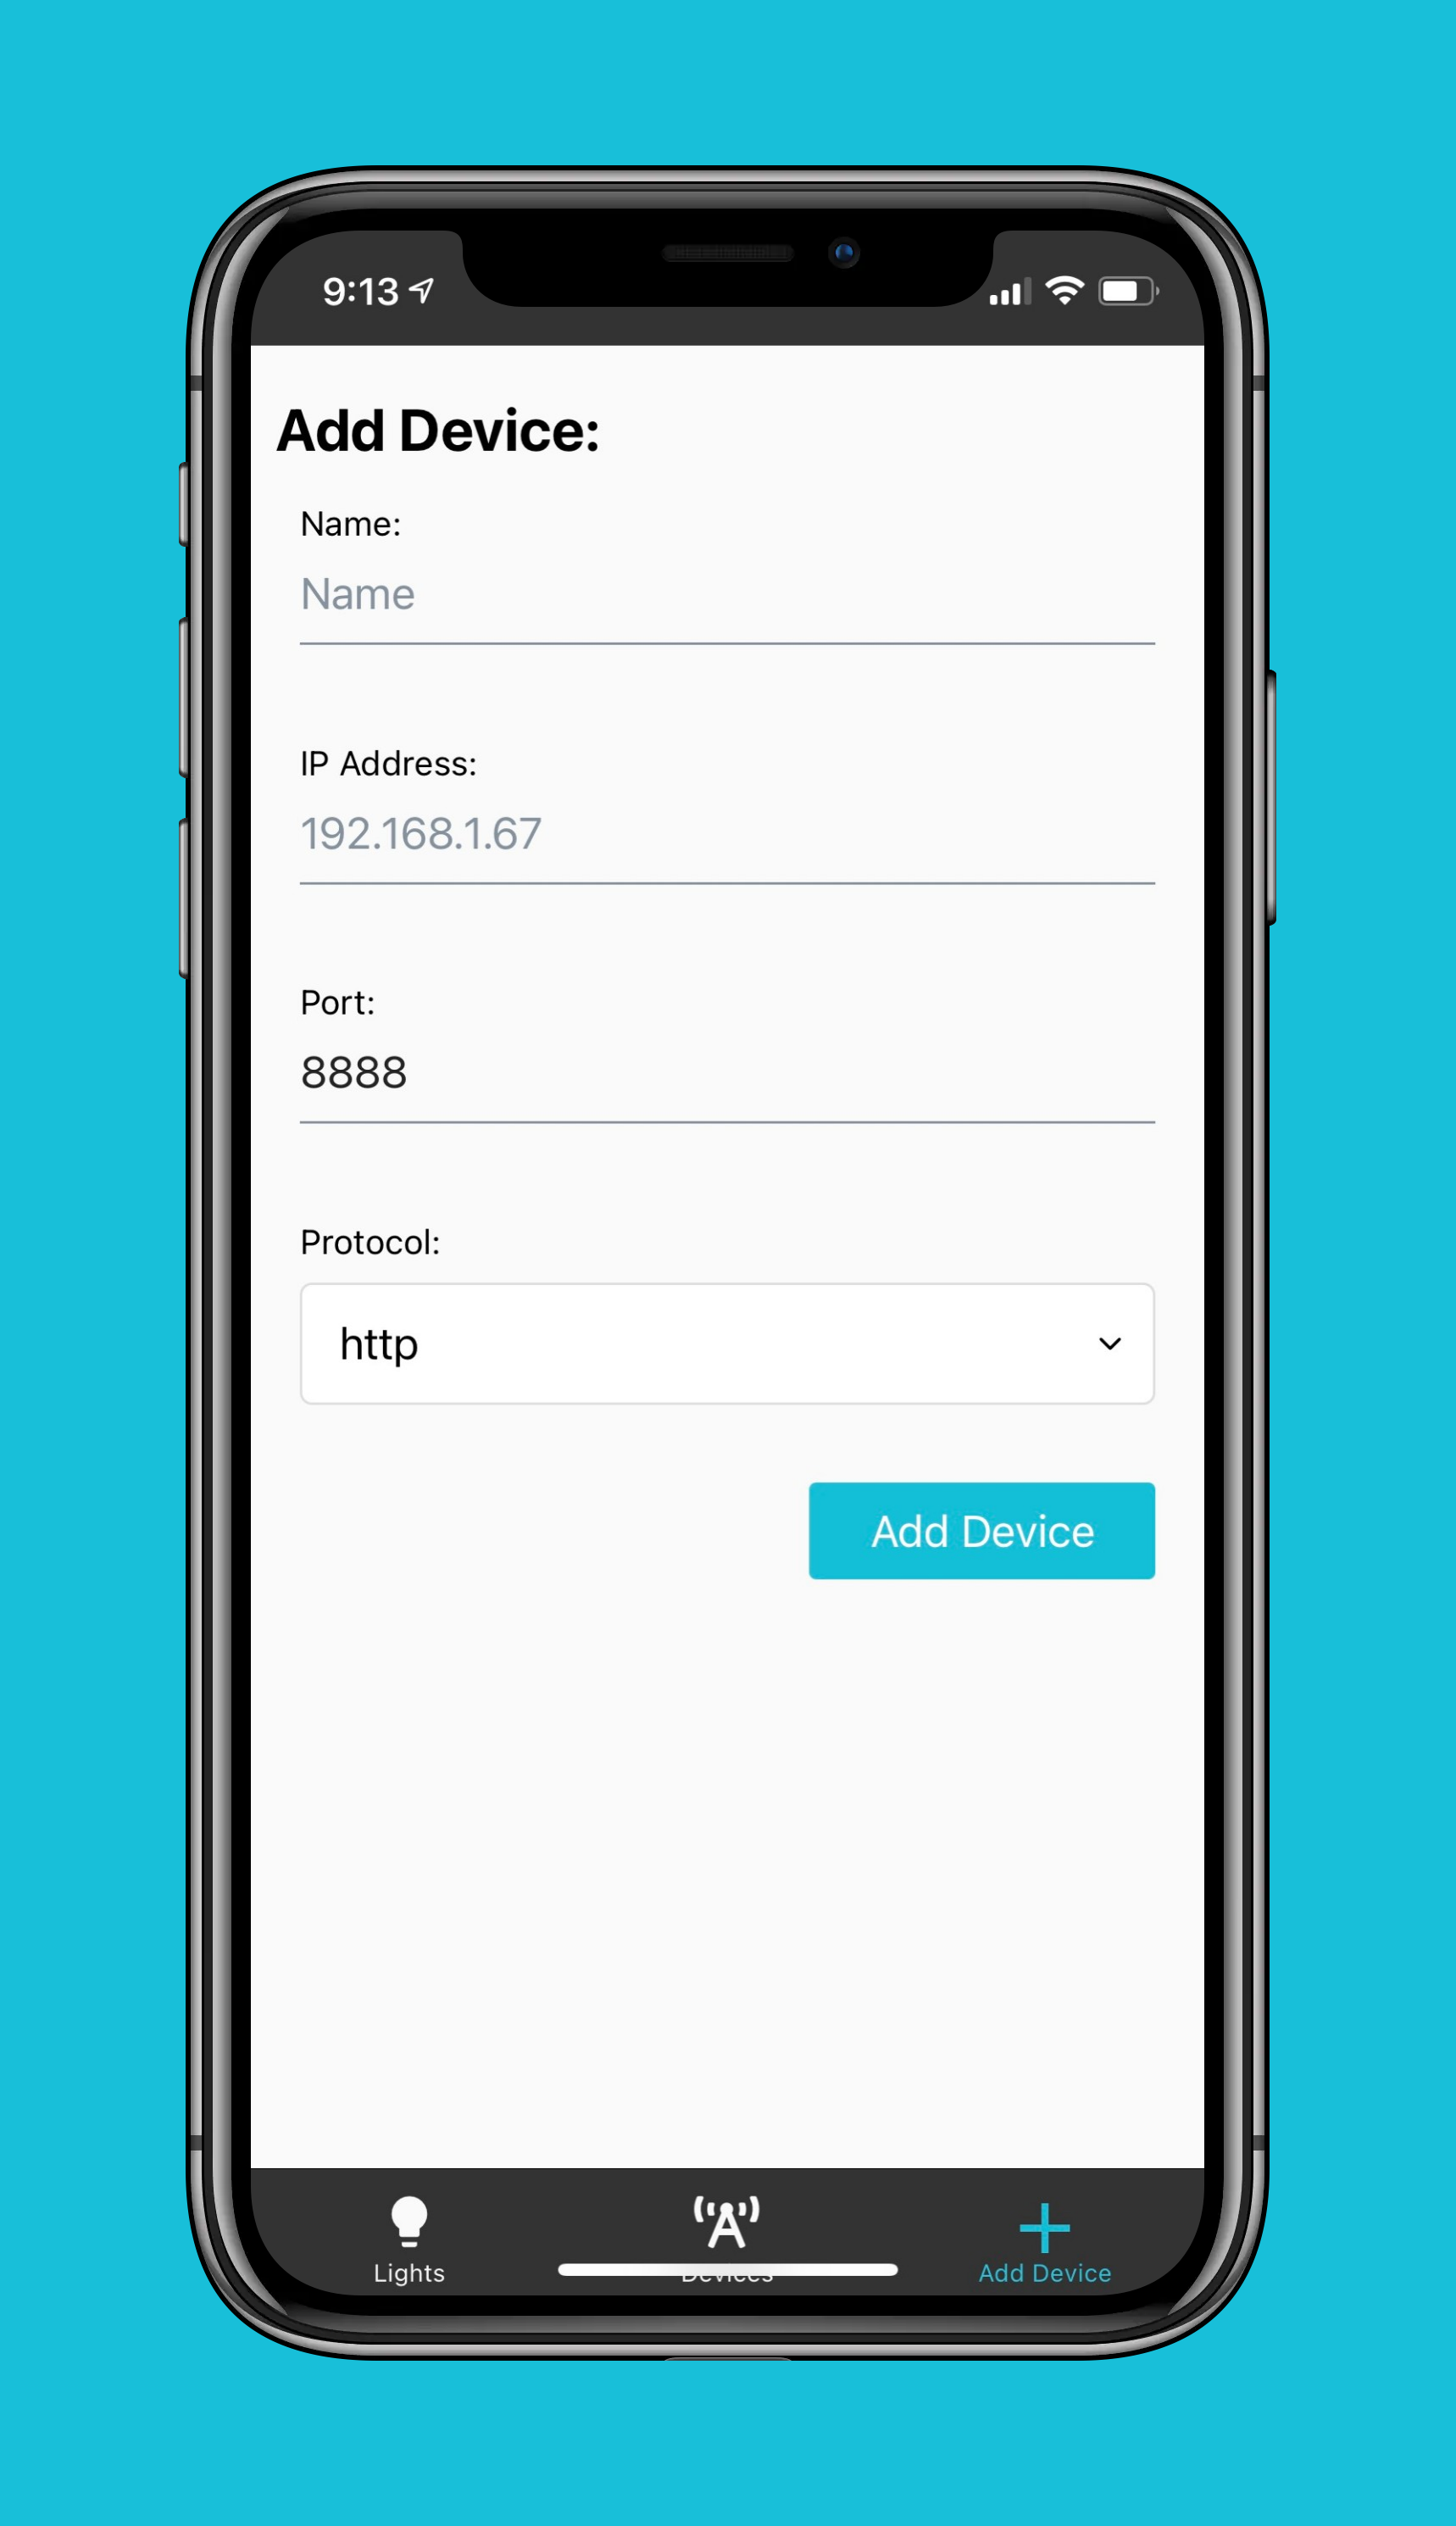 9:13
Add Device:
Name:
Name
IP Address:
192.168.1.67
Port:
8888
Protocol:
http
Add Device
Lights
Devices
Add Device